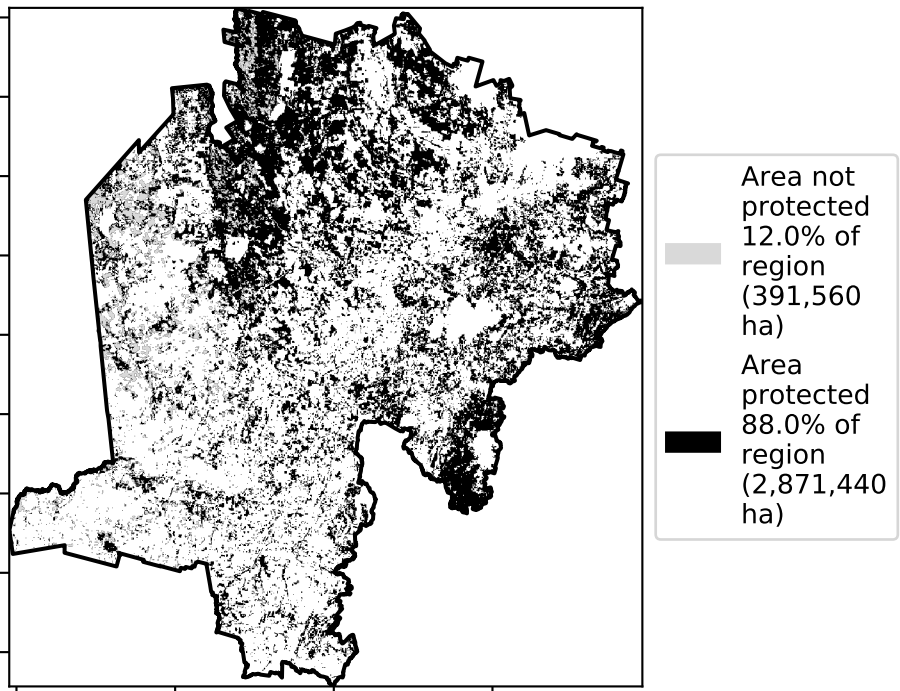 Area not
protected
12.0% of
region
(391,560
ha)
Area
protected
88.0% of
region
(2,871,440
ha)